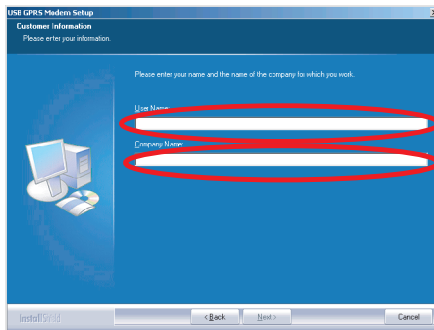 USB GPRS Modem Setup
Customer Information
Please enter your information.
Please enter your name and the name of the company for which you work.
User Name:
Company Name:
InstallShield
< Back
Next >
Cancel